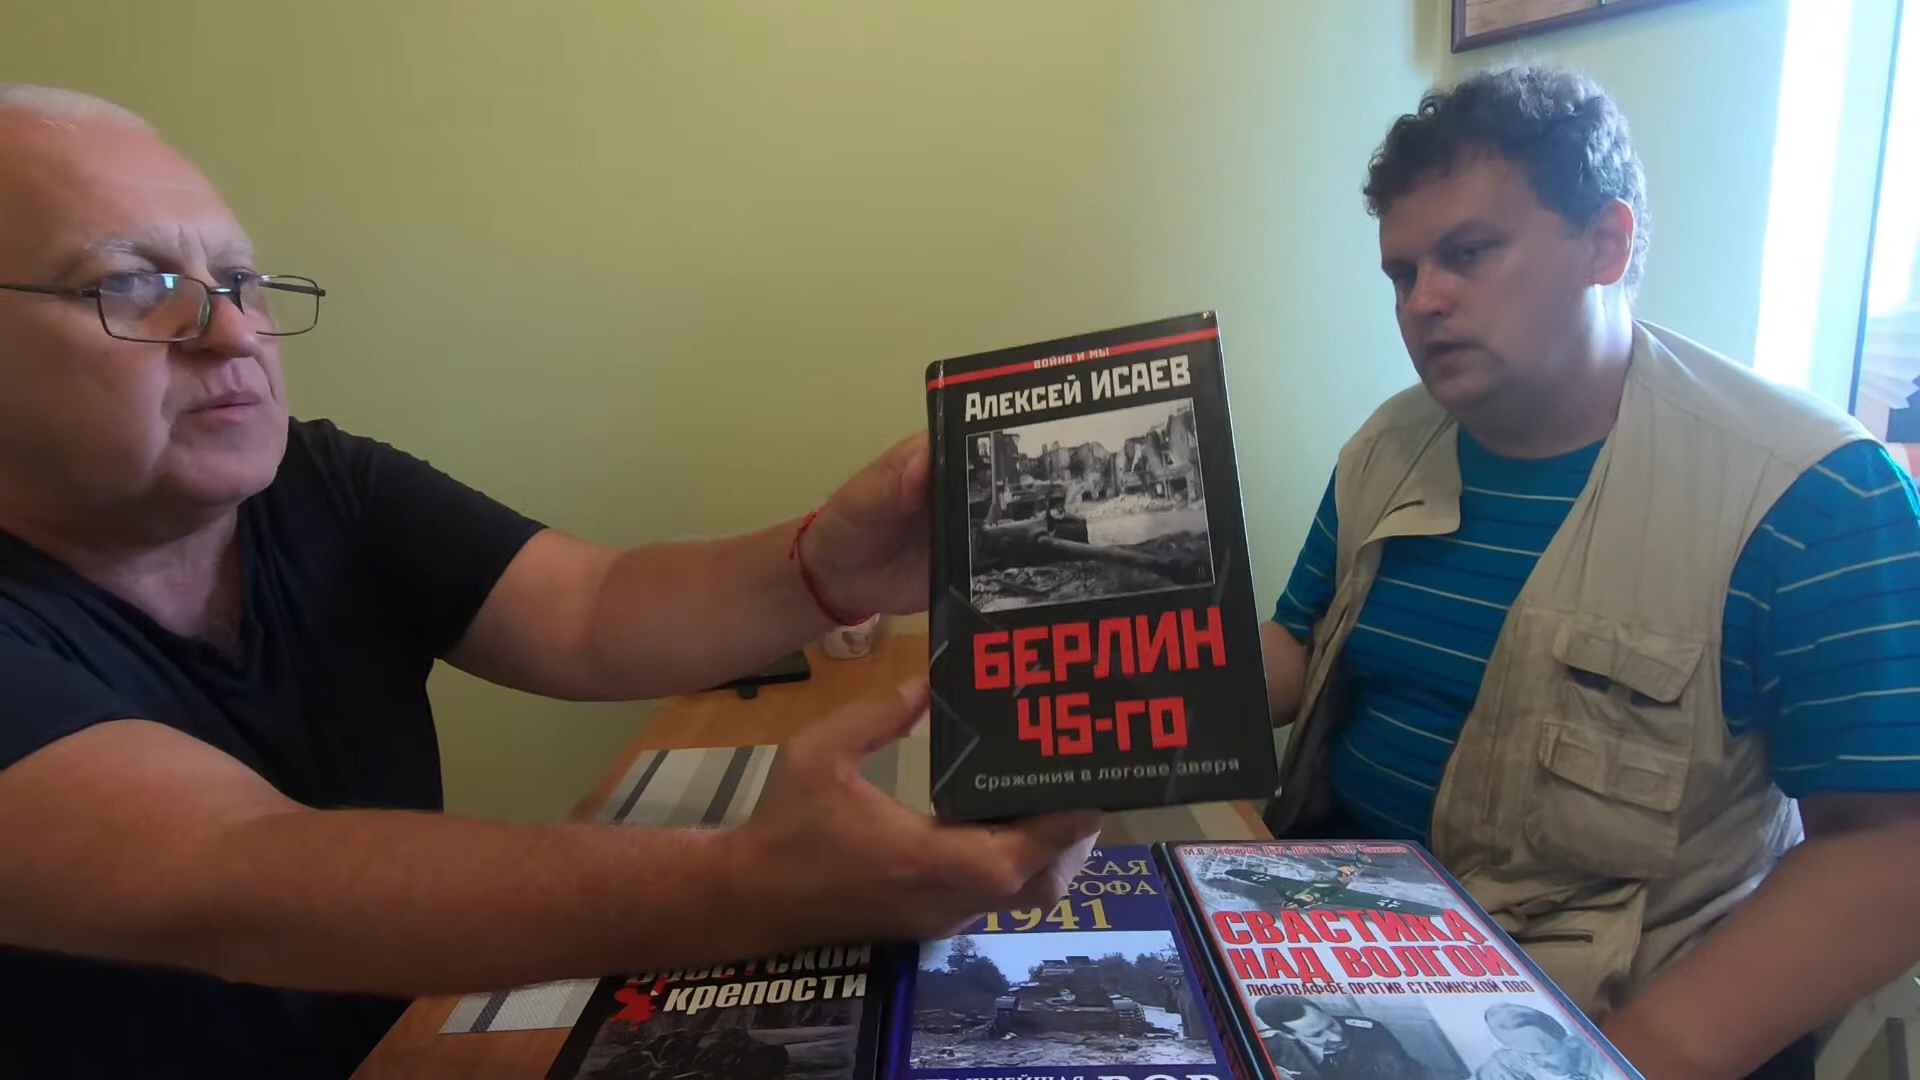 ВОЙНА И МЫ
АЛЕКСЕЙ ИСАЕВ
БЕРЛИН
45-ГО
Сражения в логове зверя
1941
крепости
М.В. Зефиров
СВАСТИКА
НАД ВОЛГОЙ
ЛЮФТВАФФЕ ПРОТИВ СТАЛИНСКОЙ ПВО